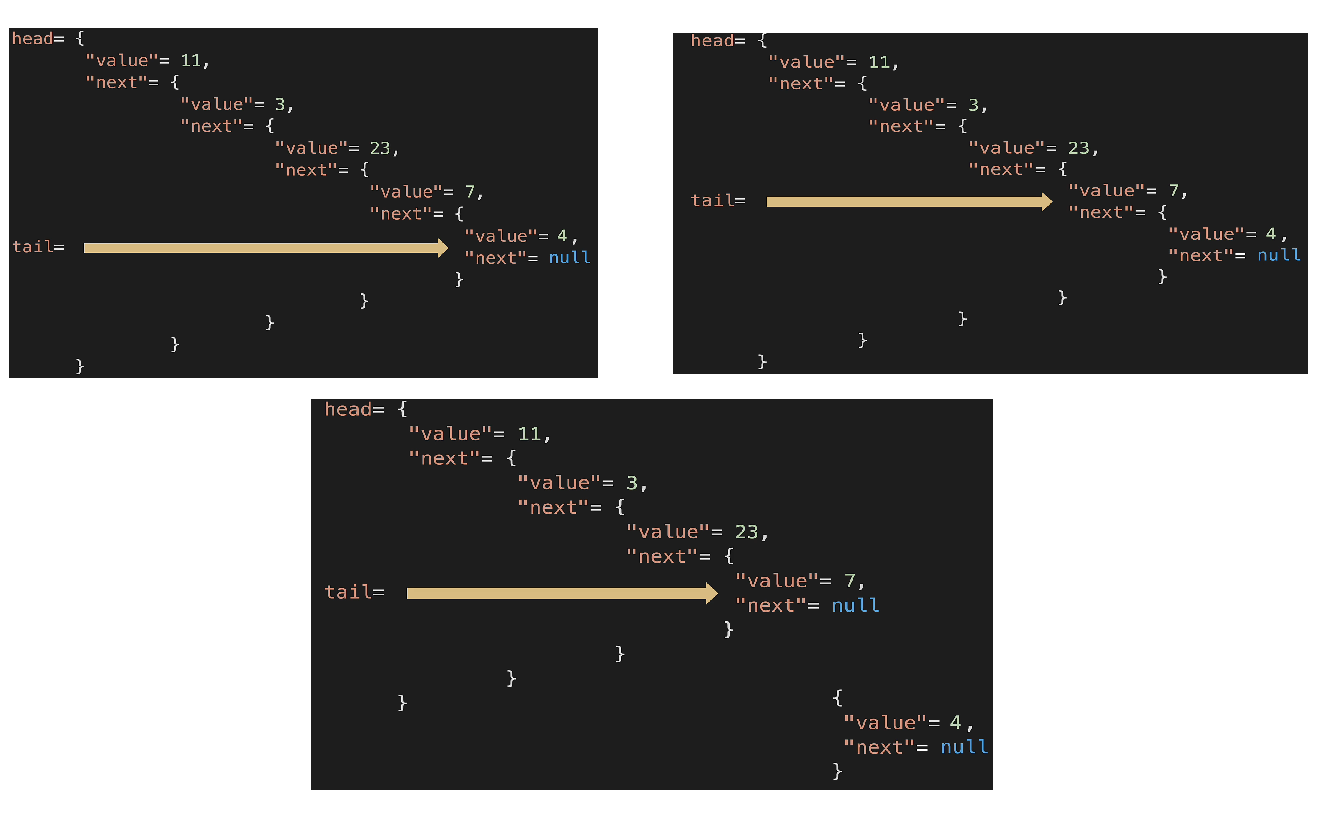 head= {
"value"= 11,
"next"= {
"value"= 3,
"next"= {
"value"= 23,
"next"= {
"value"= 7,
"next"= {
"value"= 4,
tail=
"next"= null
}
}
}
}
}
head= {
"value"= 11,
"next"= {
"value"= 3,
"next"= {
"value"= 23,
"next"= {
"value"= 7,
tail=
"next"= {
"value"= 4,
"next"= null
}
}
}
}
}
head= {
"value"= 11,
"next"= {
"value"= 3,
"next"= {
"value"= 23,
"next"= {
"value"= 7,
tail=
"next"= null
}
}
}
}
{
"value"= 4,
"next"= null
}